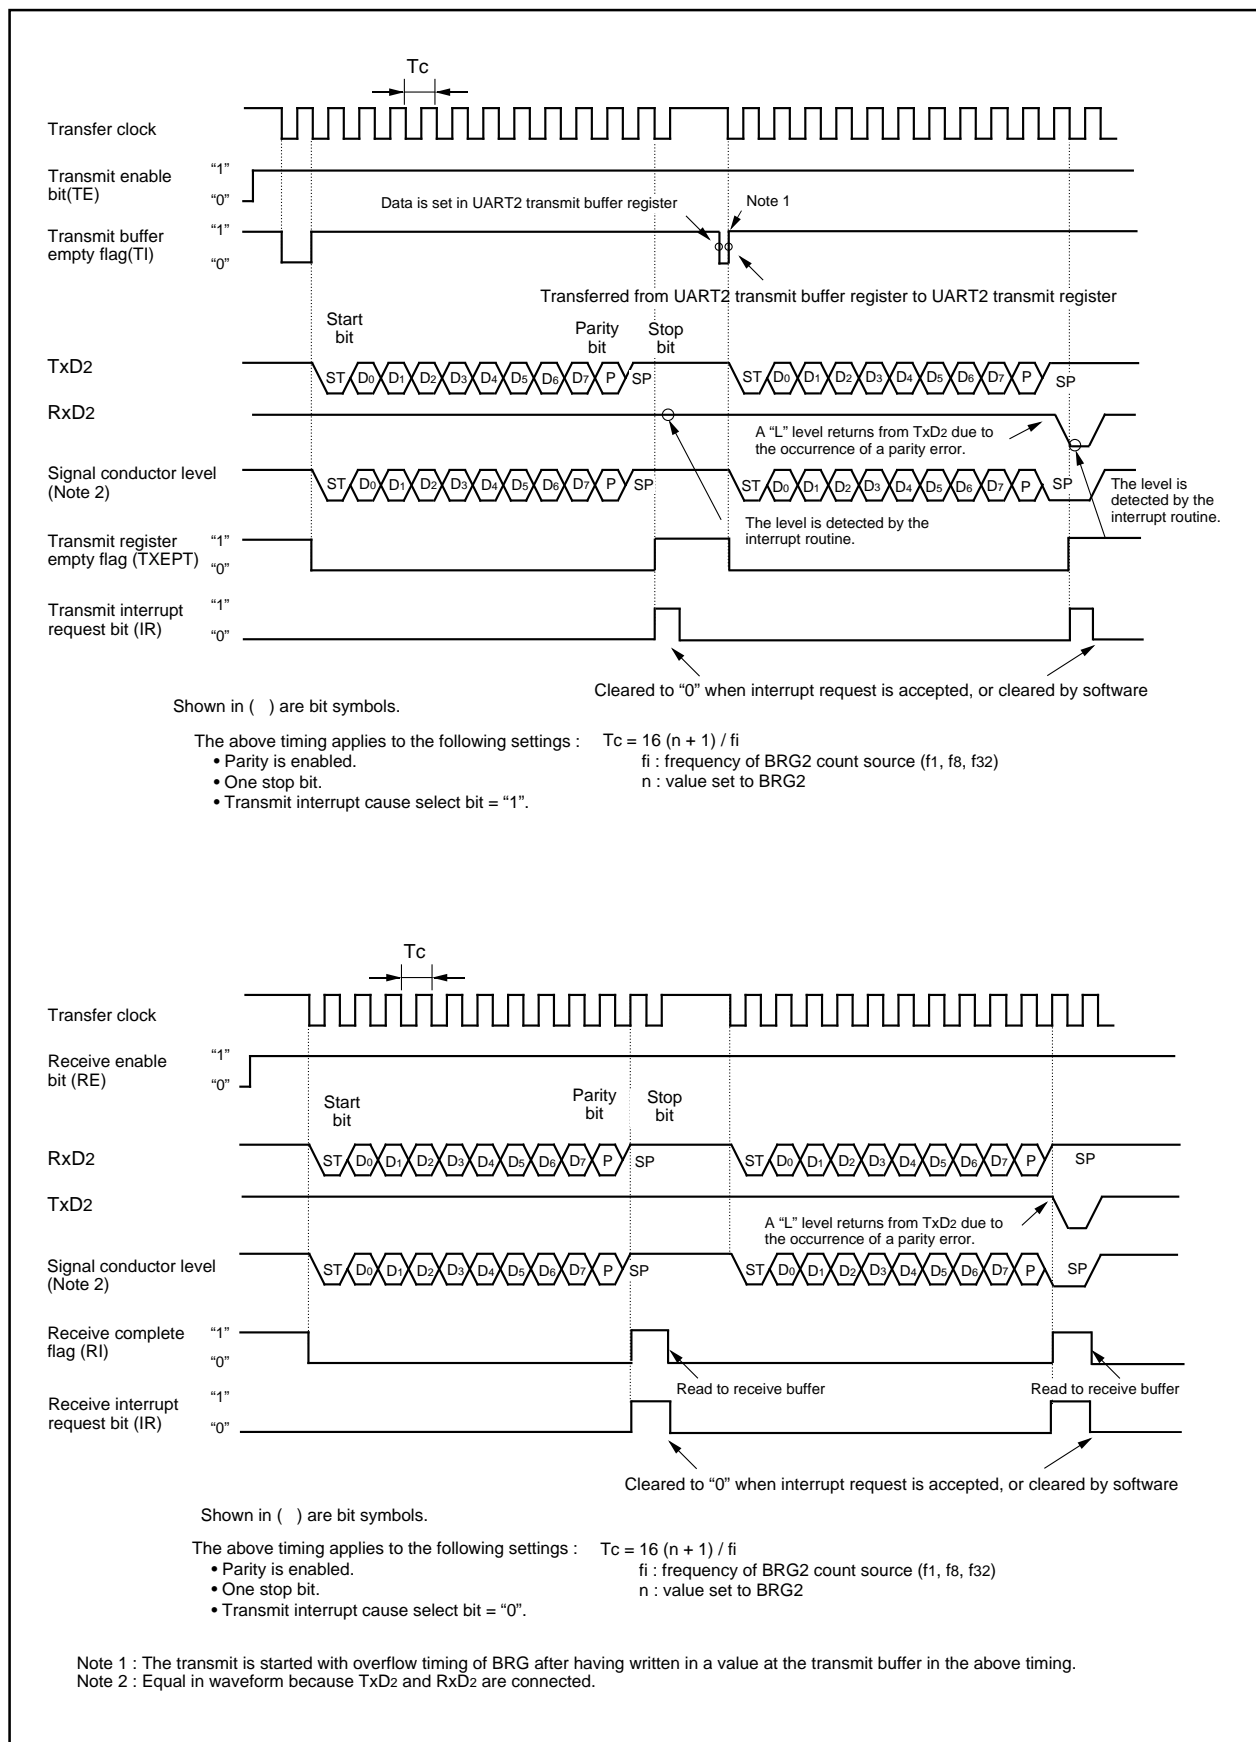 Tc
Transfer clock
Transmit enable
bit(TE)
“1”
“0”
Data is set in UART2 transmit buffer register
Note 1
Transmit buffer
empty flag(TI)
“1”
“0”
Transferred from UART2 transmit buffer register to UART2 transmit register
Start
bit
Parity
bit
Stop
bit
TxD2
ST D0 D1 D2 D3 D4 D5 D6 D7 P SP
ST D0 D1 D2 D3 D4 D5 D6 D7 P SP
RxD2
A “L” level returns from TxD2 due to
the occurrence of a parity error.
Signal conductor level
(Note 2)
ST D0 D1 D2 D3 D4 D5 D6 D7 P SP
ST D0 D1 D2 D3 D4 D5 D6 D7 P SP
The level is
detected by the
interrupt routine.
The level is detected by the
interrupt routine.
Transmit register
empty flag (TXEPT)
“1”
“0”
Transmit interrupt
request bit (IR)
“1”
“0”
Cleared to “0” when interrupt request is accepted, or cleared by software
Shown in ( ) are bit symbols.
The above timing applies to the following settings :
• Parity is enabled.
• One stop bit.
• Transmit interrupt cause select bit = “1”.
Tc = 16 (n + 1) / fi
fi : frequency of BRG2 count source (f1, f8, f32)
n : value set to BRG2
Tc
Transfer clock
Receive enable
bit (RE)
“1”
“0”
Start
bit
Parity
bit
Stop
bit
RxD2
ST D0 D1 D2 D3 D4 D5 D6 D7 P SP
ST D0 D1 D2 D3 D4 D5 D6 D7 P SP
TxD2
A “L” level returns from TxD2 due to
the occurrence of a parity error.
Signal conductor level
(Note 2)
ST D0 D1 D2 D3 D4 D5 D6 D7 P SP
ST D0 D1 D2 D3 D4 D5 D6 D7 P SP
Receive complete
flag (RI)
“1”
“0”
Read to receive buffer
Read to receive buffer
Receive interrupt
request bit (IR)
“1”
“0”
Cleared to “0” when interrupt request is accepted, or cleared by software
Shown in ( ) are bit symbols.
The above timing applies to the following settings :
• Parity is enabled.
• One stop bit.
• Transmit interrupt cause select bit = “0”.
Tc = 16 (n + 1) / fi
fi : frequency of BRG2 count source (f1, f8, f32)
n : value set to BRG2
Note 1 : The transmit is started with overflow timing of BRG after having written in a value at the transmit buffer in the above timing.
Note 2 : Equal in waveform because TxD2 and RxD2 are connected.